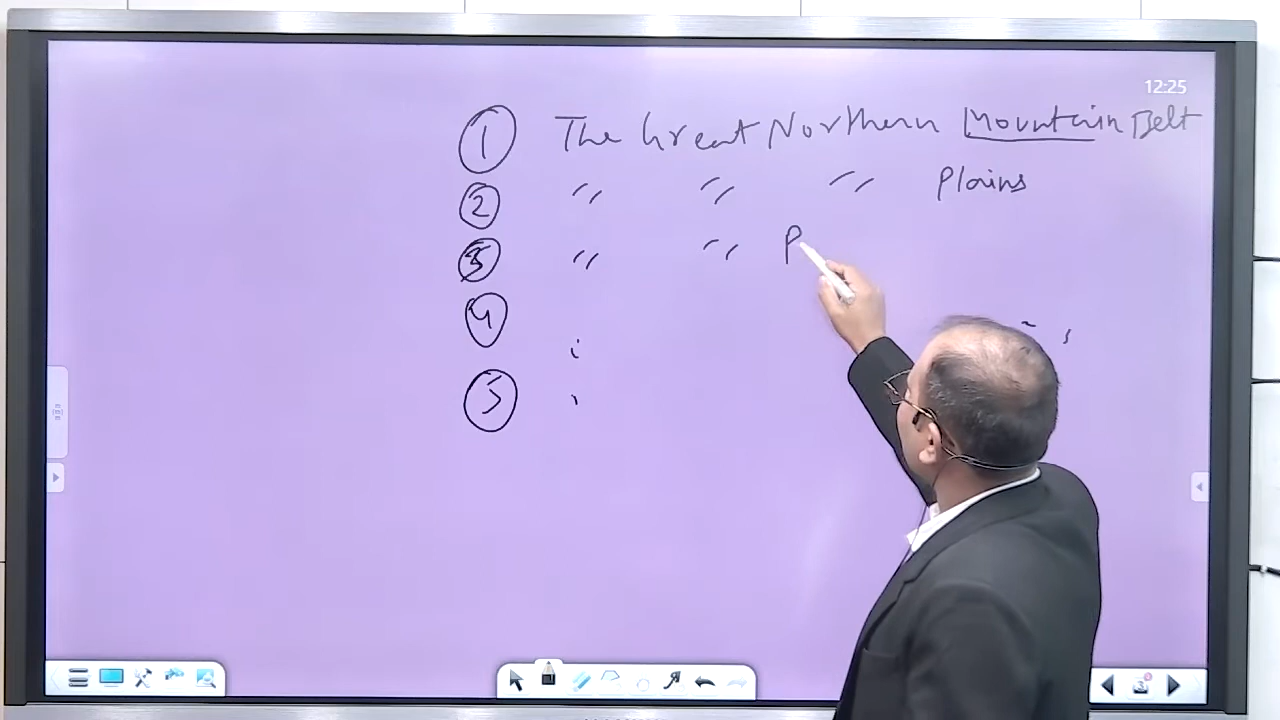 12:25
① The Great Northern Mountain Belt
② " " " Plains
③ " " P
④
⑤